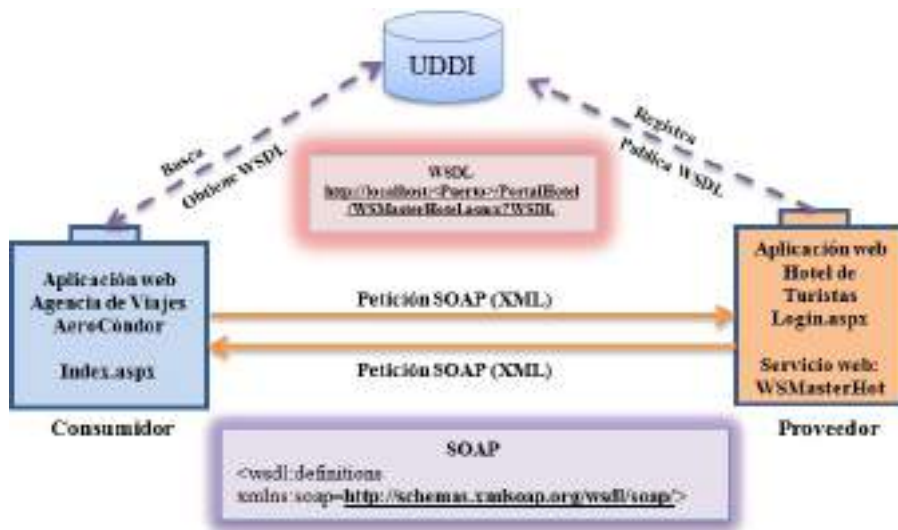 UDDI
Busca
Obtiene WSDL
Registra
Publica WSDL
WSDL
http://localhost:<Puerto>/PortalHotel
/WSMasterHotel.asmx?WSDL
Aplicación web
Agencia de Viajes
AeroCóndor
Index.aspx
Consumidor
Petición SOAP (XML)
Petición SOAP (XML)
Aplicación web
Hotel de
Turistas
Login.aspx
Servicio web:
WSMasterHot
Proveedor
SOAP
<wsdl:definitions
xmlns:soap=http://schemas.xmlsoap.org/wsdl/soap/'>